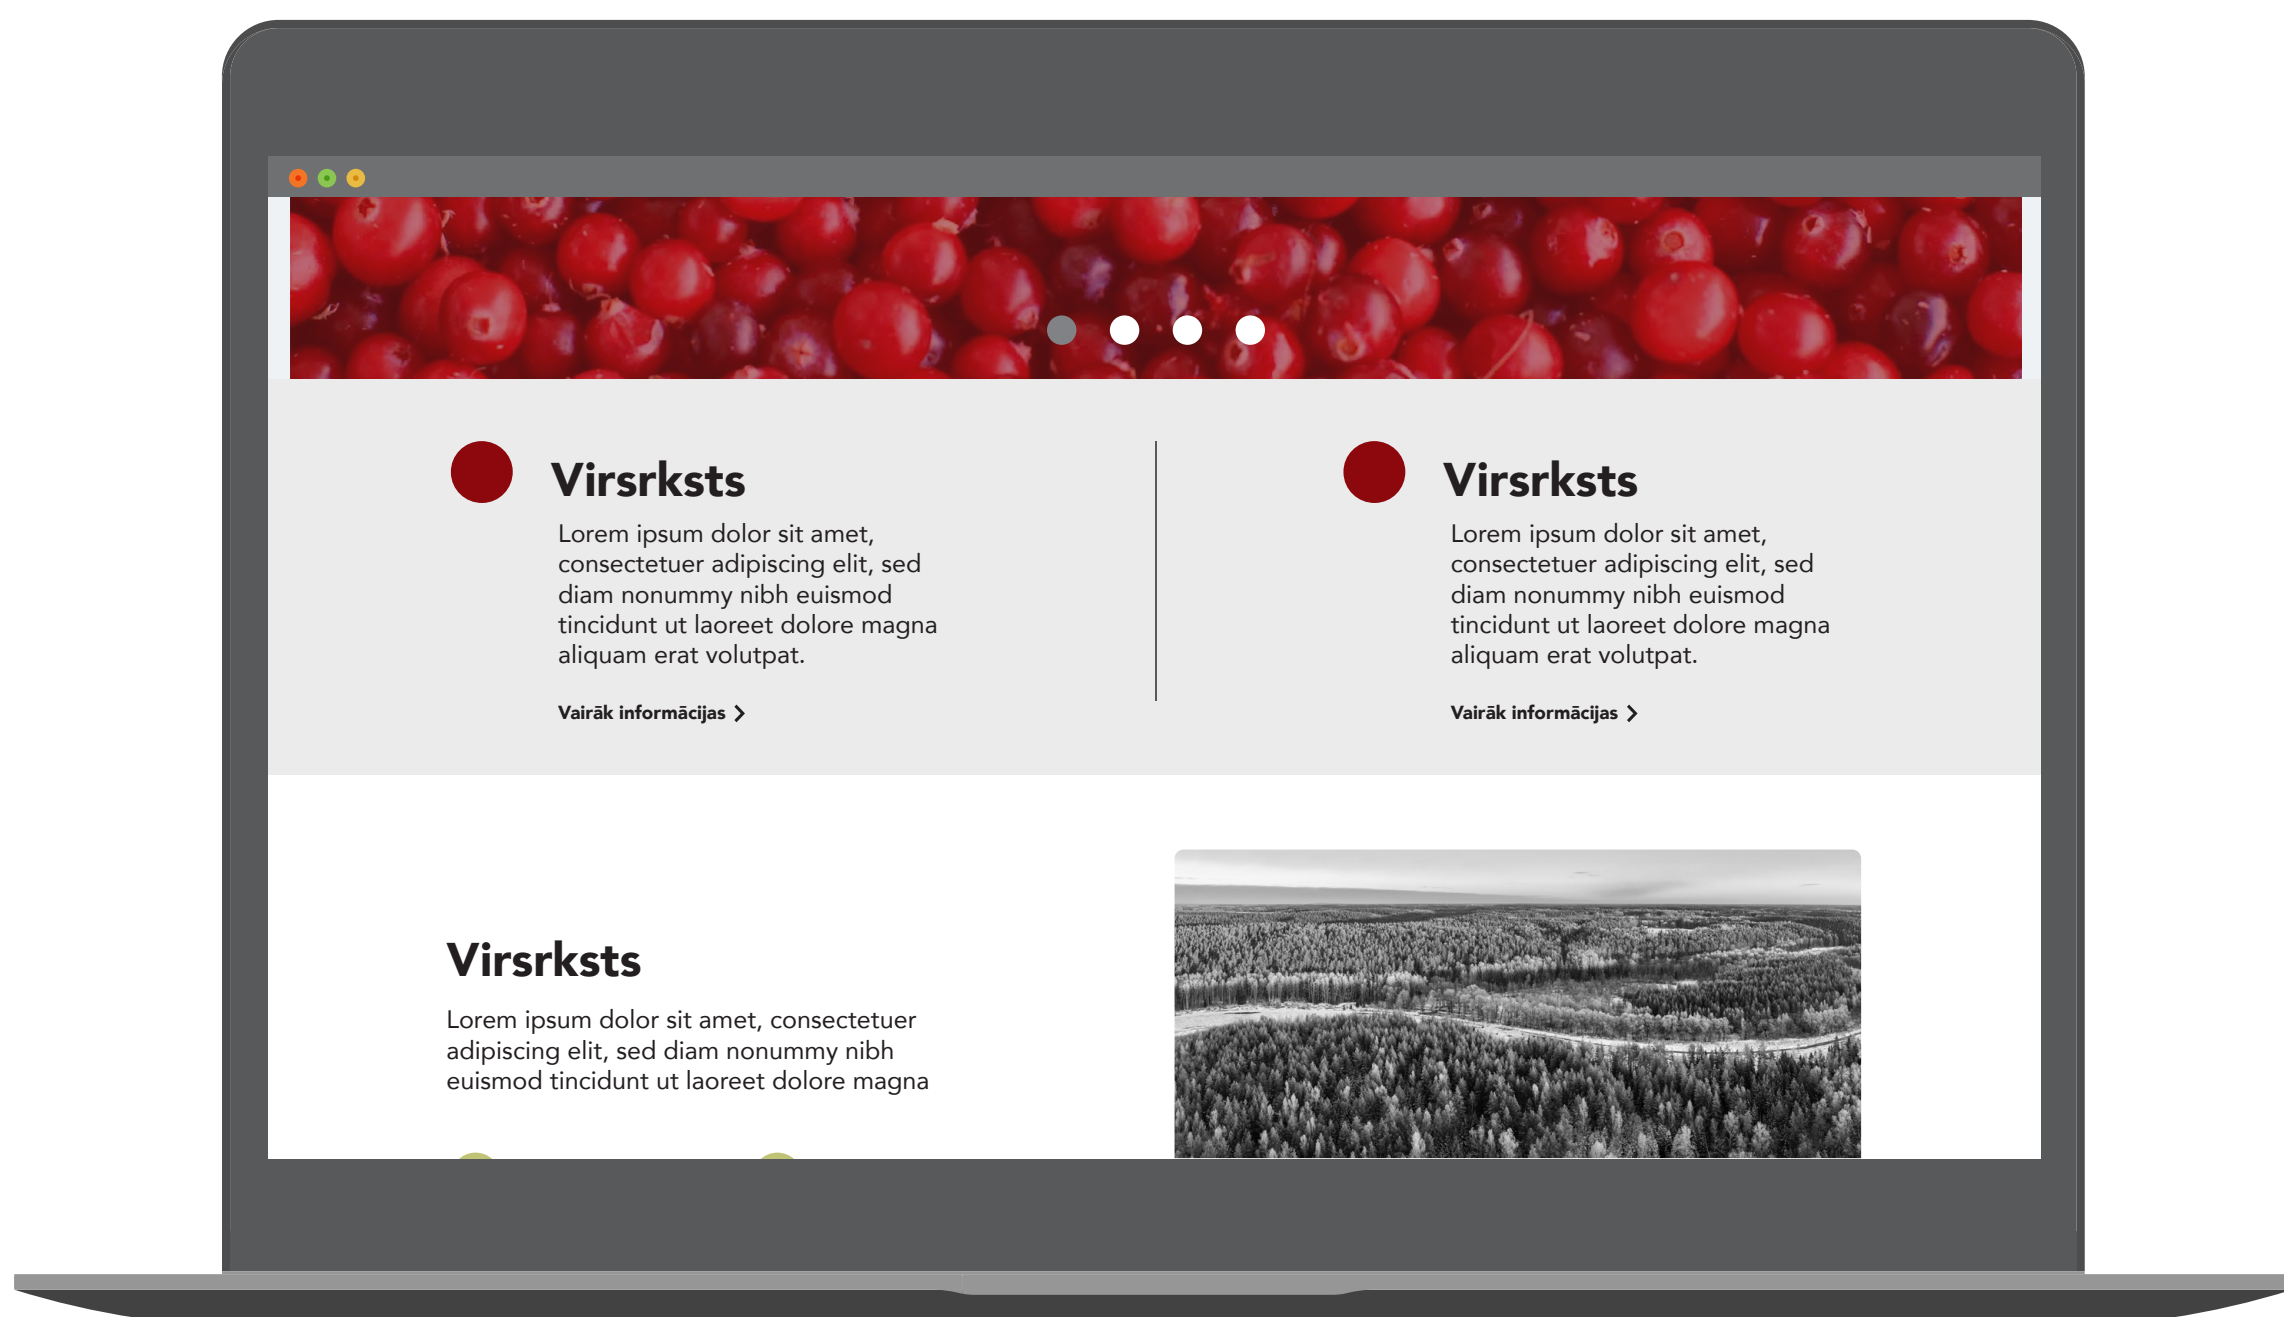 Virsrksts
Lorem ipsum dolor sit amet,
consectetuer adipiscing elit, sed
diam nonummy nibh euismod
tincidunt ut laoreet dolore magna
aliquam erat volutpat.
Vairāk informācijas
Virsrksts
Lorem ipsum dolor sit amet,
consectetuer adipiscing elit, sed
diam nonummy nibh euismod
tincidunt ut laoreet dolore magna
aliquam erat volutpat.
Vairāk informācijas
Virsrksts
Lorem ipsum dolor sit amet, consectetuer
adipiscing elit, sed diam nonummy nibh
euismod tincidunt ut laoreet dolore magna